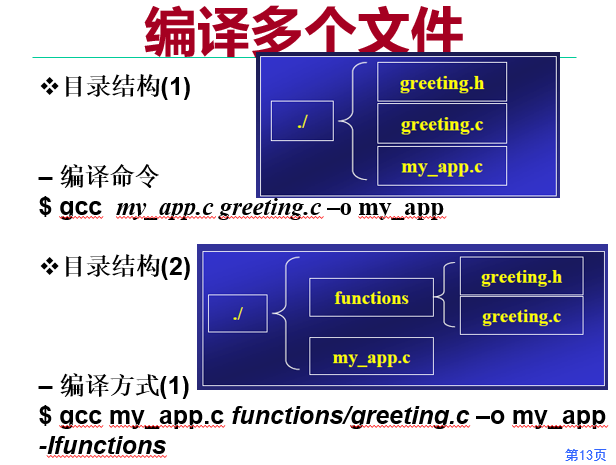 编译多个文件
❖目录结构(1)
./
greeting.h
greeting.c
my_app.c
– 编译命令
$ gcc my_app.c greeting.c –o my_app
❖目录结构(2)
./
functions
greeting.h
greeting.c
my_app.c
– 编译方式(1)
$ gcc my_app.c functions/greeting.c –o my_app
-Ifunctions
第13页